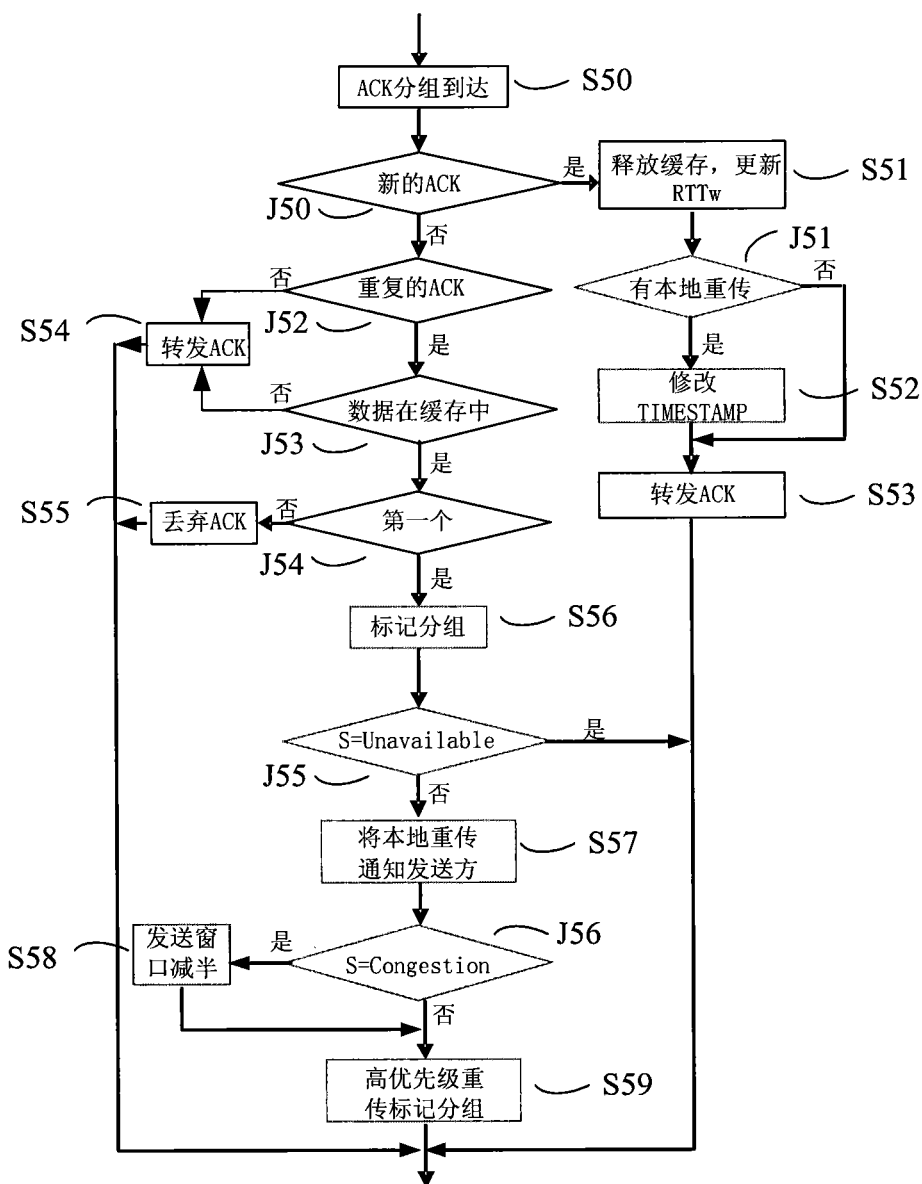 ACK分组到达
S50
新的ACK
J50
是
释放缓存，更新
RTTw
S51
否
J51
重复的ACK
J52
否
有本地重传
否
S54
转发ACK
是
是
否
数据在缓存中
J53
修改
TIMESTAMP
S52
是
转发ACK
S53
S55
丢弃ACK
否
第一个
J54
是
标记分组
S56
S=Unavailable
J55
是
否
将本地重传
通知发送方
S57
J56
S58
发送窗
口减半
是
S=Congestion
否
高优先级重
传标记分组
S59